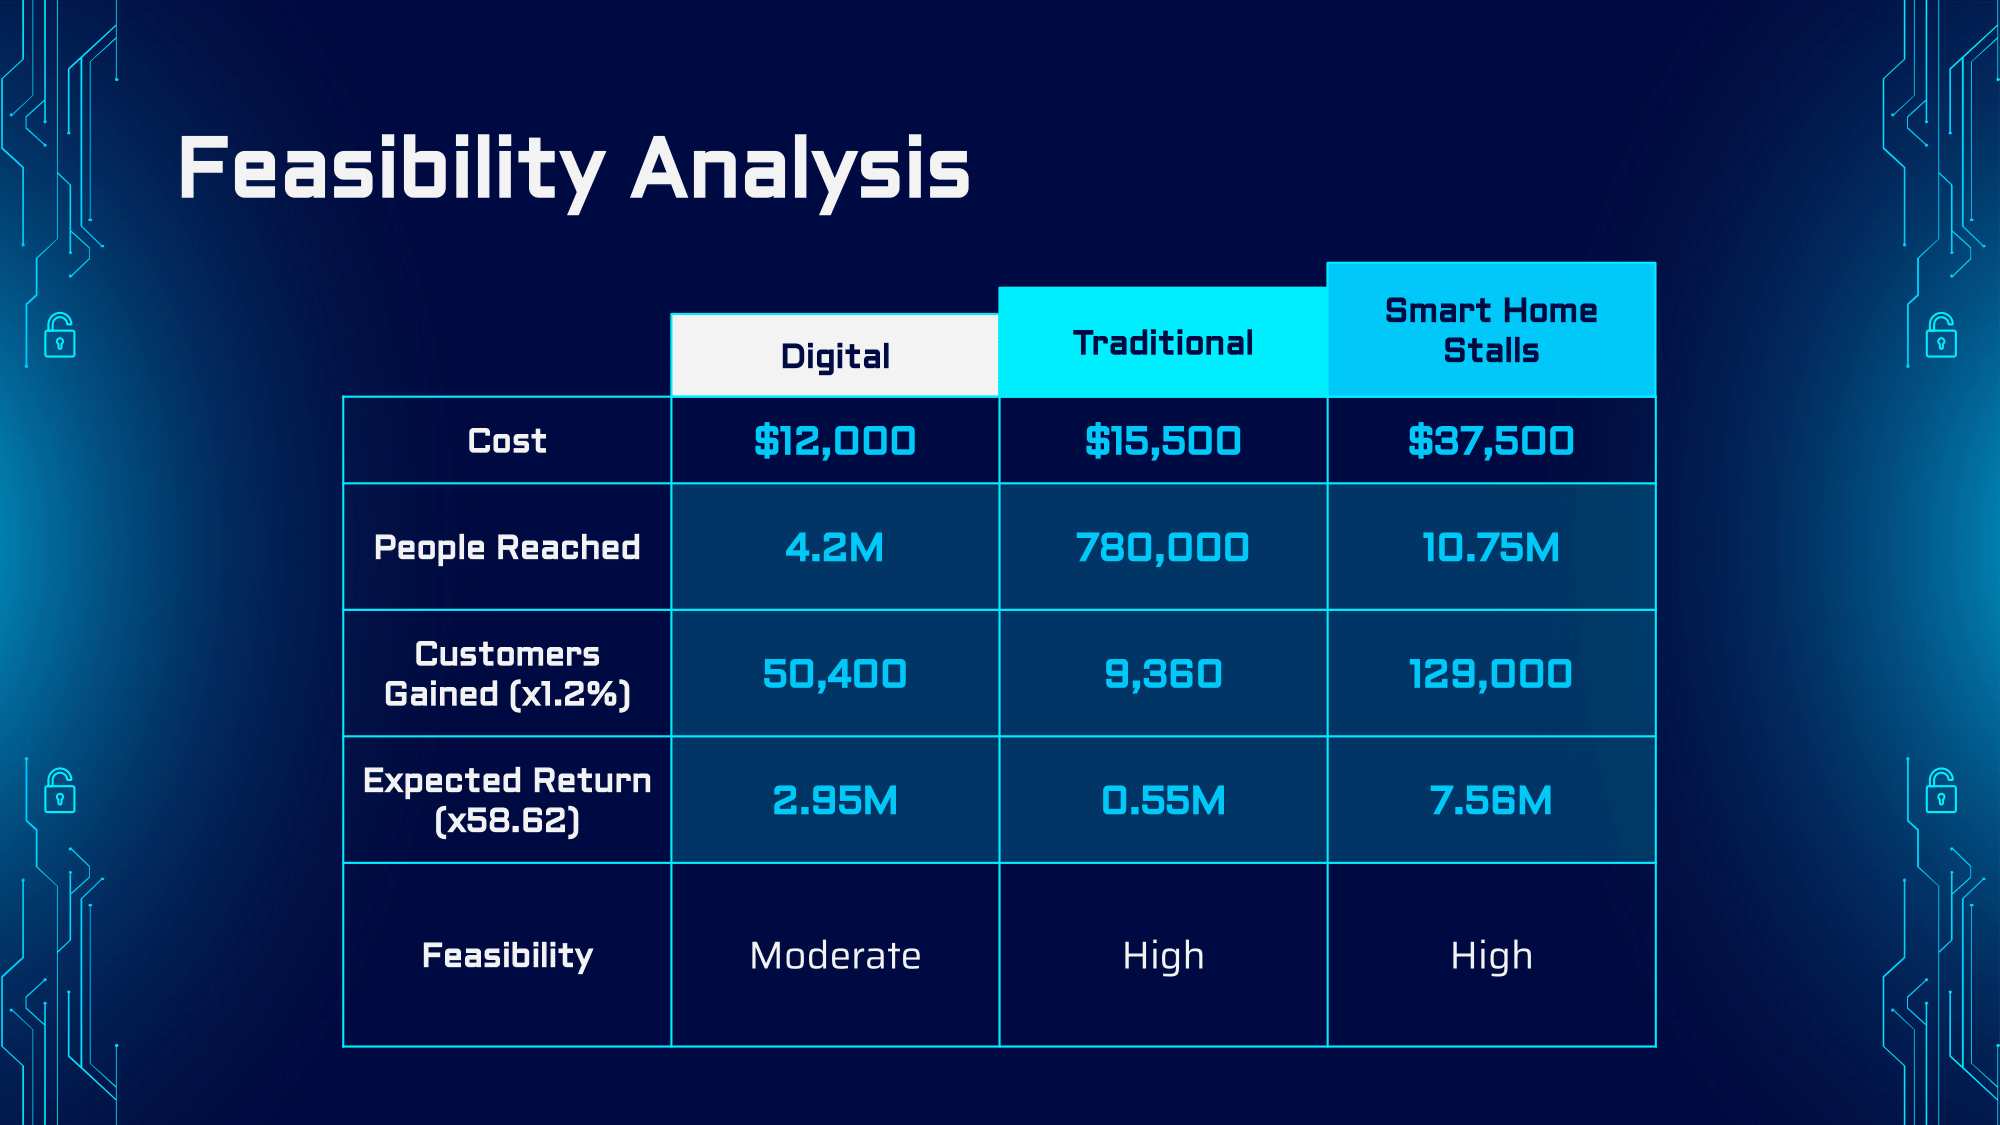 Feasibility Analysis
Digital
Traditional
Smart Home
Stalls
Cost
$12,000
$15,500
$37,500
People Reached
4.2M
780,000
10.75M
Customers
Gained (x1.2%)
50,400
9,360
129,000
Expected Return
(x58.62)
2.95M
0.55M
7.56M
Feasibility
Moderate
High
High